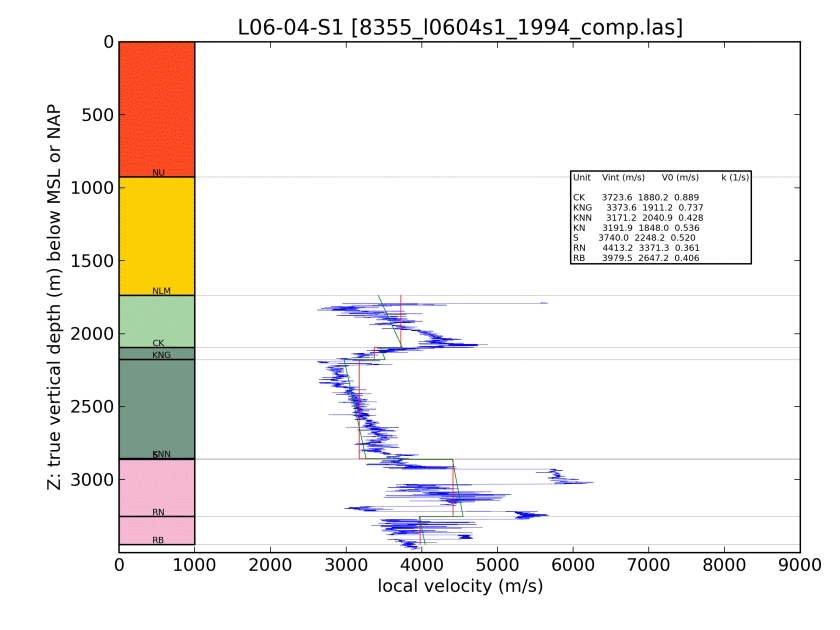 L06-04-S1 [8355_l0604s1_1994_comp.las]
Z: true vertical depth (m) below MSL or NAP
0
500
1000
1500
2000
2500
3000
NU
NLM
CK
KNG
KNN
RN
RB
Unit Vint (m/s) V0 (m/s) k (1/s)
CK 3723.6 1880.2 0.889
KNG 3373.6 1911.2 0.737
KNN 3171.2 2040.9 0.428
KN 3191.9 1848.0 0.536
S 3740.0 2248.2 0.520
RN 4413.2 3371.3 0.361
RB 3979.5 2647.2 0.406
0 1000 2000 3000 4000 5000 6000 7000 8000 9000
local velocity (m/s)